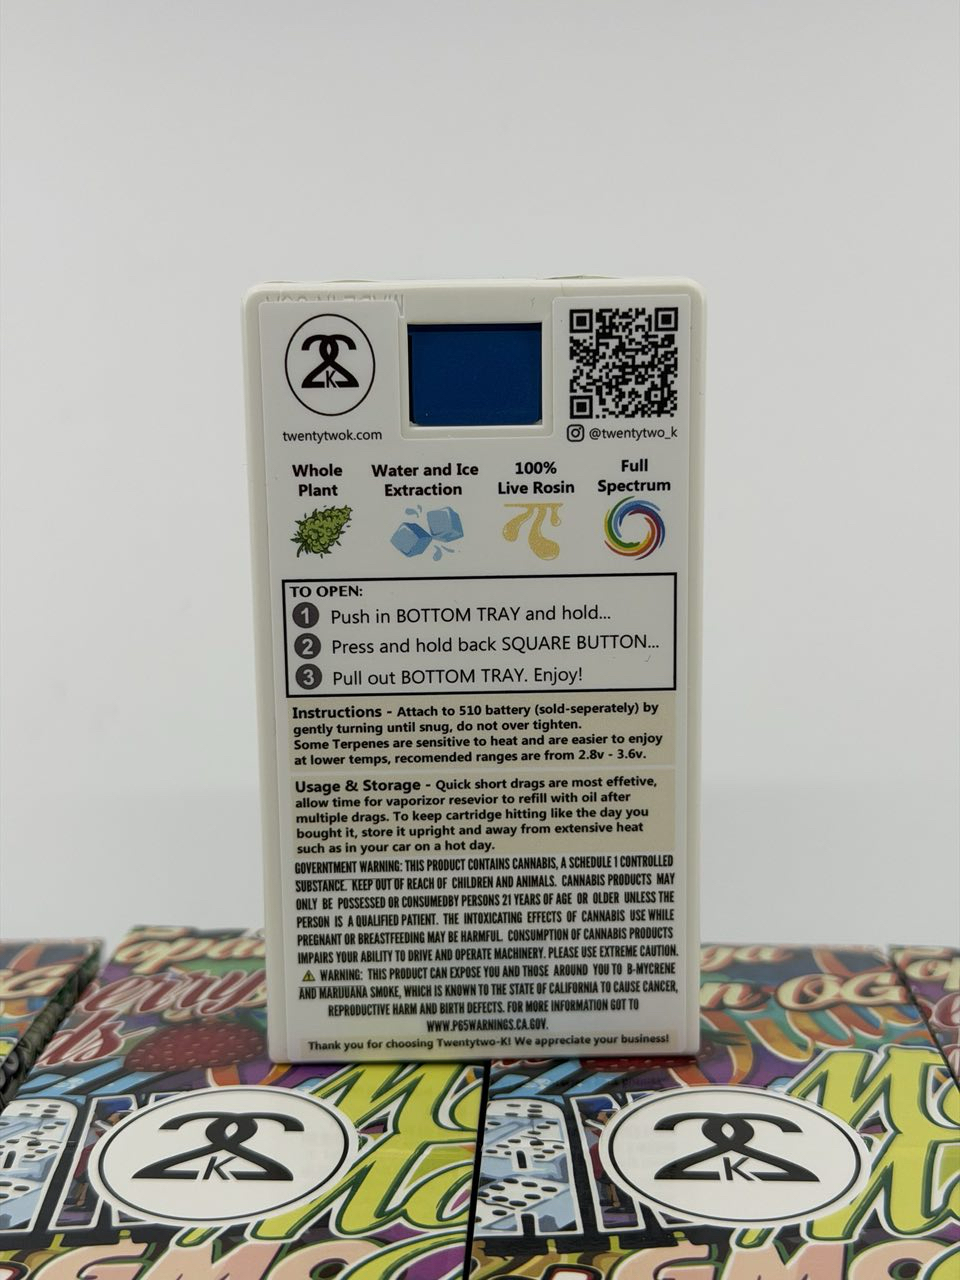 22
K
twentytwok.com
@twentytwo_k
Whole
Plant
Water and Ice
Extraction
100%
Live Rosin
Full
Spectrum
TO OPEN:
1 Push in BOTTOM TRAY and hold...
2 Press and hold back SQUARE BUTTON...
3 Pull out BOTTOM TRAY. Enjoy!
Instructions - Attach to 510 battery (sold-seperately) by
gently turning until snug, do not over tighten.
Some Terpenes are sensitive to heat and are easier to enjoy
at lower temps, recomended ranges are from 2.8v - 3.6v.
Usage & Storage - Quick short drags are most effetive,
allow time for vaporizor resevior to refill with oil after
multiple drags. To keep cartridge hitting like the day you
bought it, store it upright and away from extensive heat
such as in your car on a hot day.
GOVERNTMENT WARNING: THIS PRODUCT CONTAINS CANNABIS, A SCHEDULE 1 CONTROLLED
SUBSTANCE. KEEP OUT OF REACH OF CHILDREN AND ANIMALS. CANNABIS PRODUCTS MAY
ONLY BE POSSESSED OR CONSUMEDBY PERSONS 21 YEARS OF AGE OR OLDER UNLESS THE
PERSON IS A QUALIFIED PATIENT. THE INTOXICATING EFFECTS OF CANNABIS USE WHILE
PREGNANT OR BREASTFEEDING MAY BE HARMFUL. CONSUMPTION OF CANNABIS PRODUCTS
IMPAIRS YOUR ABILITY TO DRIVE AND OPERATE MACHINERY. PLEASE USE EXTREME CAUTION.
WARNING: THIS PRODUCT CAN EXPOSE YOU AND THOSE AROUND YOU TO B-MYCRENE
AND MARIJUANA SMOKE, WHICH IS KNOWN TO THE STATE OF CALIFORNIA TO CAUSE CANCER,
REPRODUCTIVE HARM AND BIRTH DEFECTS. FOR MORE INFORMATION GOT TO
WWW.P65WARNINGS.CA.GOV.
Thank you for choosing Twentytwo-K! We appreciate your business!
OG
22
K
22
K
GMO
GMO